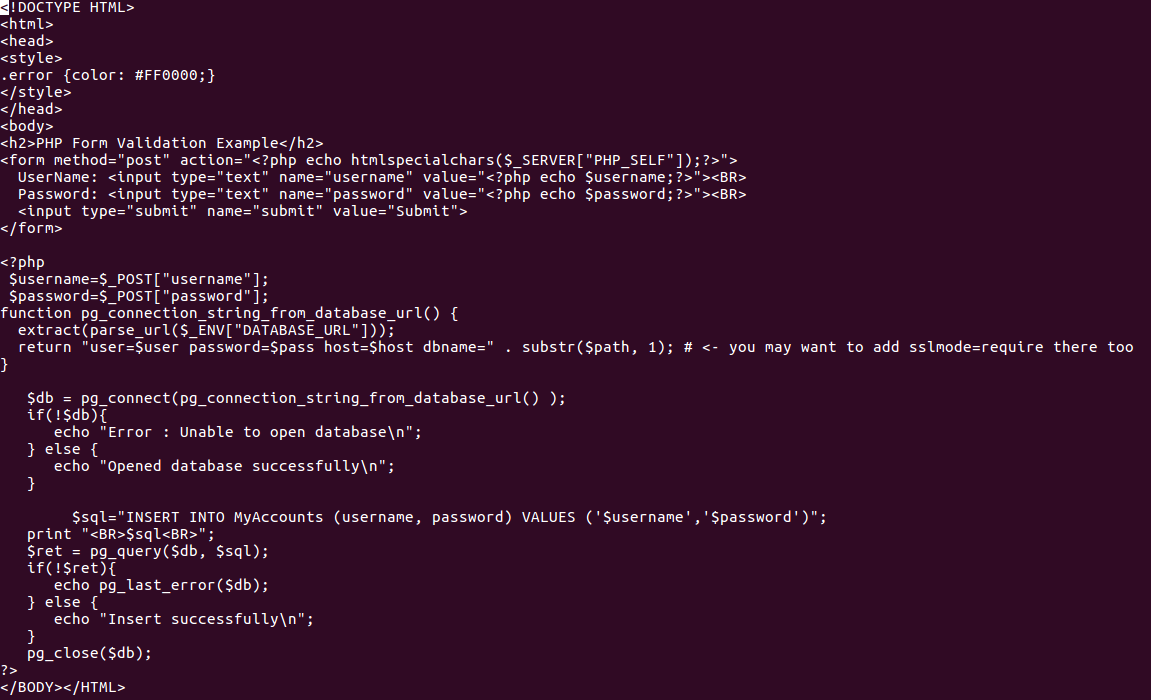 <!DOCTYPE HTML>
<html>
<head>
<style>
.error {color: #FF0000;}
</style>
</head>
<body>
<h2>PHP Form Validation Example</h2>
<form method="post" action="<?php echo htmlspecialchars($_SERVER["PHP_SELF"]);?>">
  UserName: <input type="text" name="username" value="<?php echo $username;?>"><BR>
  Password: <input type="text" name="password" value="<?php echo $password;?>"><BR>
  <input type="submit" name="submit" value="Submit">
</form>

<?php
 $username=$_POST["username"];
 $password=$_POST["password"];
function pg_connection_string_from_database_url() {
  extract(parse_url($_ENV["DATABASE_URL"]));
  return "user=$user password=$pass host=$host dbname=" . substr($path, 1); # <- you may want to add sslmode=require there too
}

   $db = pg_connect(pg_connection_string_from_database_url() );
   if(!$db){
      echo "Error : Unable to open database\n";
   } else {
      echo "Opened database successfully\n";
   }

        $sql="INSERT INTO MyAccounts (username, password) VALUES ('$username','$password')";
   print "<BR>$sql<BR>";
   $ret = pg_query($db, $sql);
   if(!$ret){
      echo pg_last_error($db);
   } else {
      echo "Insert successfully\n";
   }
   pg_close($db);
?>
</BODY></HTML>